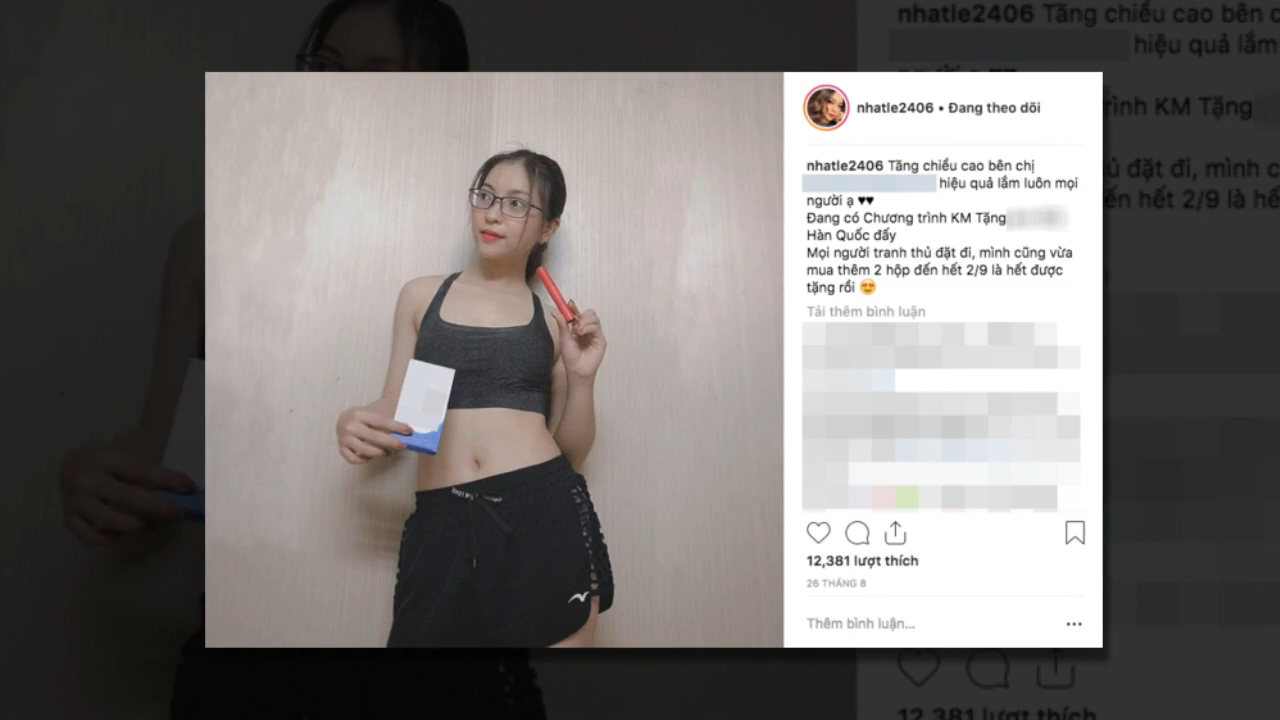 nhatle2406 Tăng chiều cao bên c
hiệu quả lắm
rình KM Tặng
ủ đặt đi, mình c
ến hết 2/9 là hế
nhatle2406 • Đang theo dõi
nhatle2406 Tăng chiều cao bên chị
hiệu quả lắm luôn mọi
người ạ ♥♥
Đang có Chương trình KM Tặng
Hàn Quốc đấy
Mọi người tranh thủ đặt đi, mình cũng vừa
mua thêm 2 hộp đến hết 2/9 là hết được
tặng rồi 😍
Tải thêm bình luận
12,381 lượt thích
26 THÁNG 8
Thêm bình luận...
12,381 lượt thích